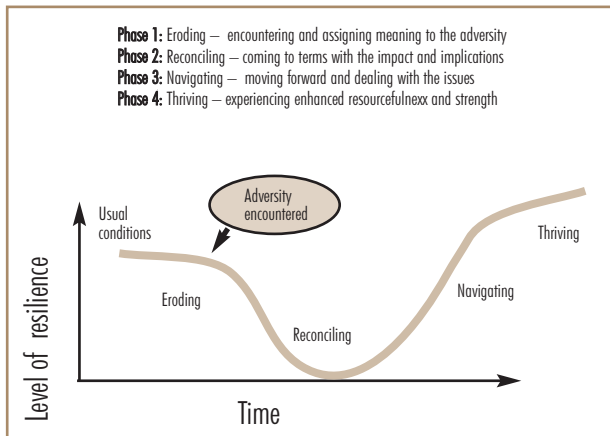 Phase 1: Eroding – encountering and assigning meaning to the adversity
Phase 2: Reconciling – coming to terms with the impact and implications
Phase 3: Navigating – moving forward and dealing with the issues
Phase 4: Thriving – experiencing enhanced resourcefulnexx and strength
Adversity
encountered
Usual
conditions
Thriving
Eroding
Navigating
Reconciling
Level of resilience
Time